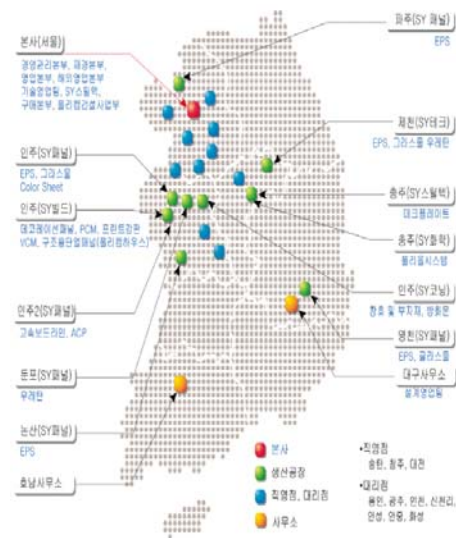 파주(SY 패널)
EPS
본사(서울)
경영관리본부, 재경본부,
영업본부, 해외영업본부
기술영업팀, SY스틸텍,
구매본부, 폴리캠건설사업부
제천(SY테크)
EPS, 그라스울 우레탄
인주(SY패널)
EPS, 그라스울
Color Sheet
충주(SY스틸텍)
데크플레이트
인주(SY빌드)
데코레이션패널, PCM, 프린트강판
VCM, 구조용단열패널(폴리캠하우스)
충주(SY화학)
폴리올시스템
인주(SY코닝)
창호 및 부자재, 방화문
인주2(SY패널)
고속보드라인, ACP
영천(SY패널)
EPS, 글라스울
둔포(SY패널)
우레탄
대구사무소
설계영업팀
논산(SY패널)
EPS
호남사무소
본사
생산공장
직영점, 대리점
사무소
•직영점
송탄, 청주, 대전
•대리점
용인, 광주, 인천, 신천리,
안성, 안중, 화성